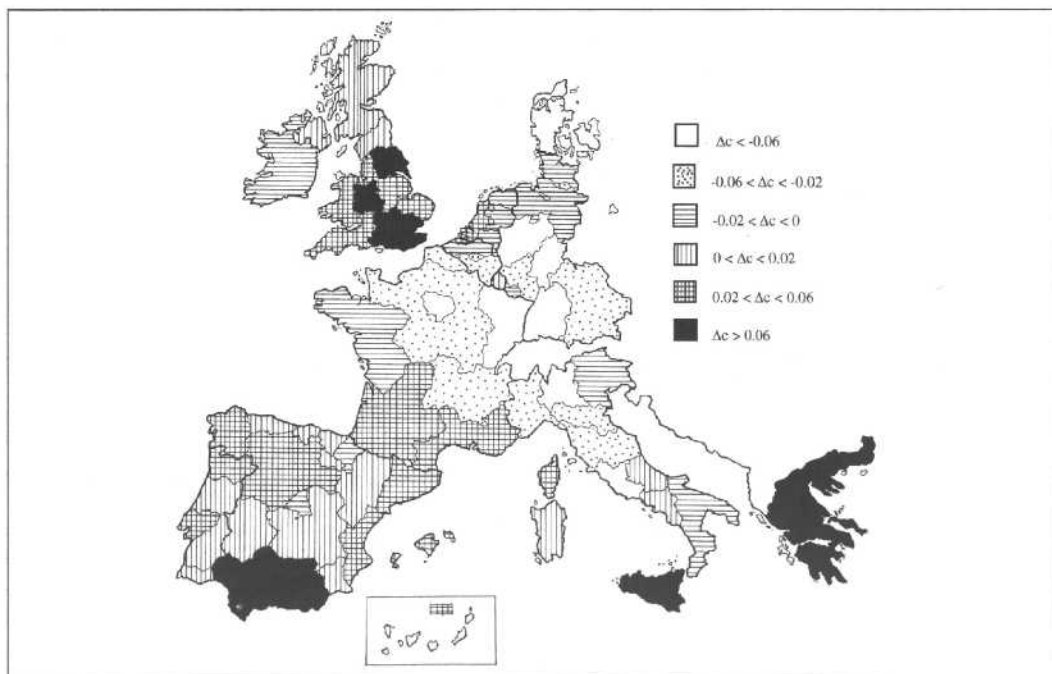 Δc < -0.06
-0.06 < Δc < -0.02
-0.02 < Δc < 0
0 < Δc < 0.02
0.02 < Δc < 0.06
Δc > 0.06